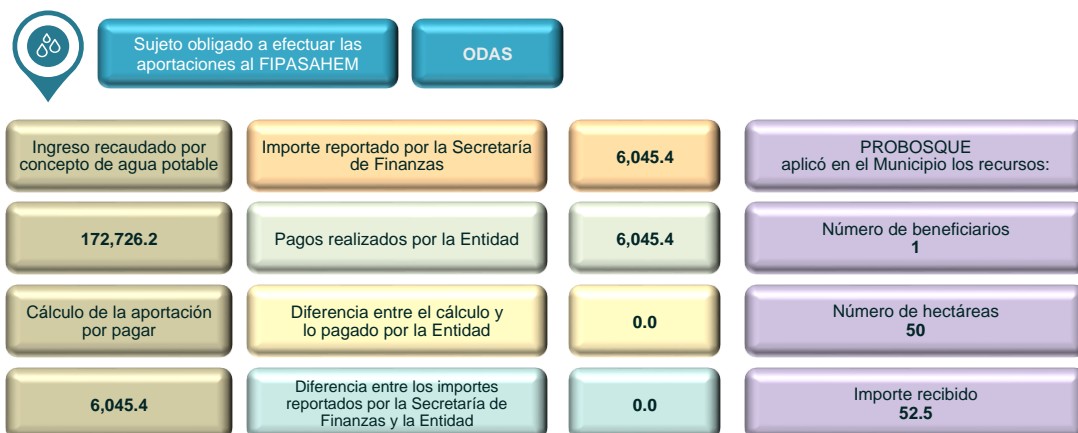 Sujeto obligado a efectuar las
aportaciones al FIPASAHEM
ODAS
Ingreso recaudado por
concepto de agua potable
172,726.2
Cálculo de la aportación
por pagar
6,045.4
Importe reportado por la Secretaría
de Finanzas
6,045.4
Pagos realizados por la Entidad
6,045.4
Diferencia entre el cálculo y
lo pagado por la Entidad
0.0
Diferencia entre los importes
reportados por la Secretaría de
Finanzas y la Entidad
0.0
PROBOSQUE
aplicó en el Municipio los recursos:
Número de beneficiarios
1
Número de hectáreas
50
Importe recibido
52.5